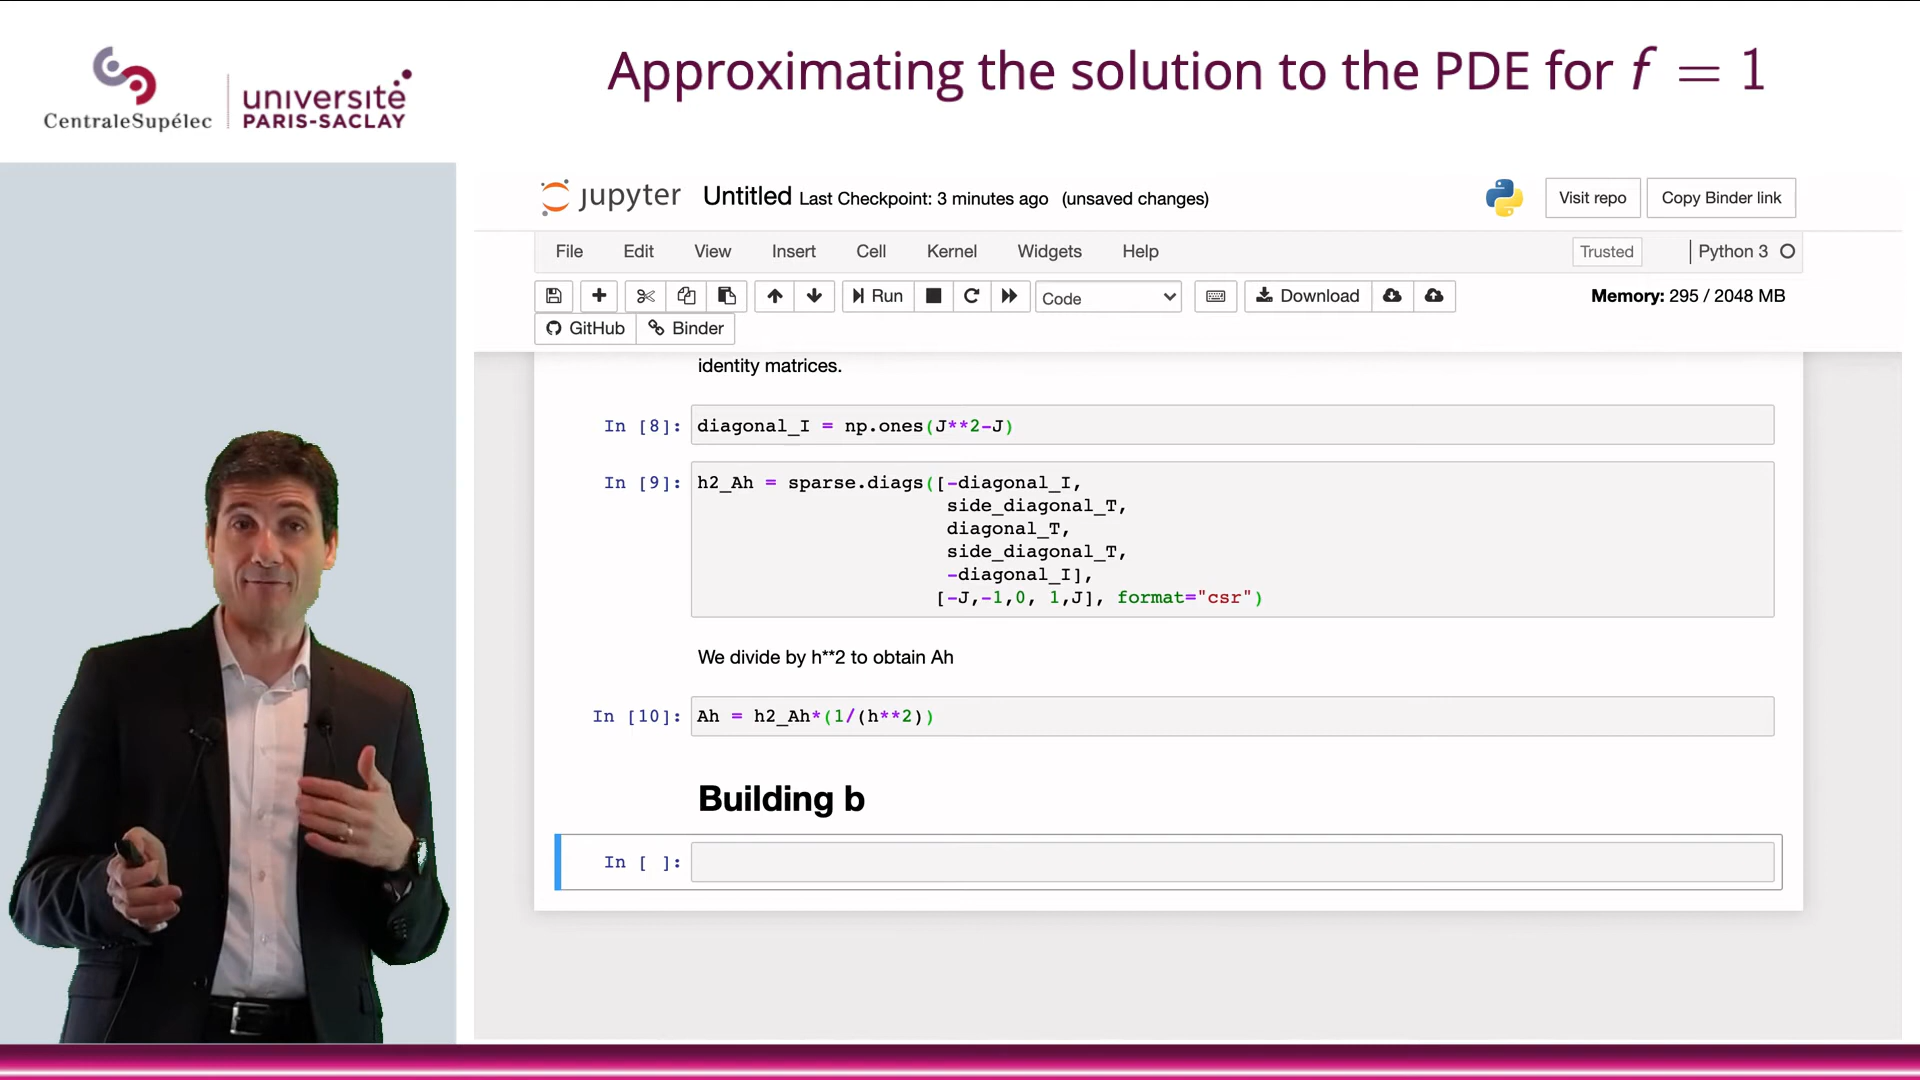 CentraleSupélec
université
PARIS-SACLAY
Approximating the solution to the PDE for f = 1
jupyter Untitled Last Checkpoint: 3 minutes ago (unsaved changes)
Visit repo Copy Binder link
File Edit View Insert Cell Kernel Widgets Help Trusted Python 3
Run Code Download Memory: 295 / 2048 MB
GitHub Binder
identity matrices.
In [8]: diagonal_I = np.ones(J**2-J)
In [9]: h2_Ah = sparse.diags([-diagonal_I,
side_diagonal_T,
diagonal_T,
side_diagonal_T,
-diagonal_I],
[-J,-1,0, 1,J], format="csr")
We divide by h**2 to obtain Ah
In [10]: Ah = h2_Ah*(1/(h**2))
Building b
In [ ]: